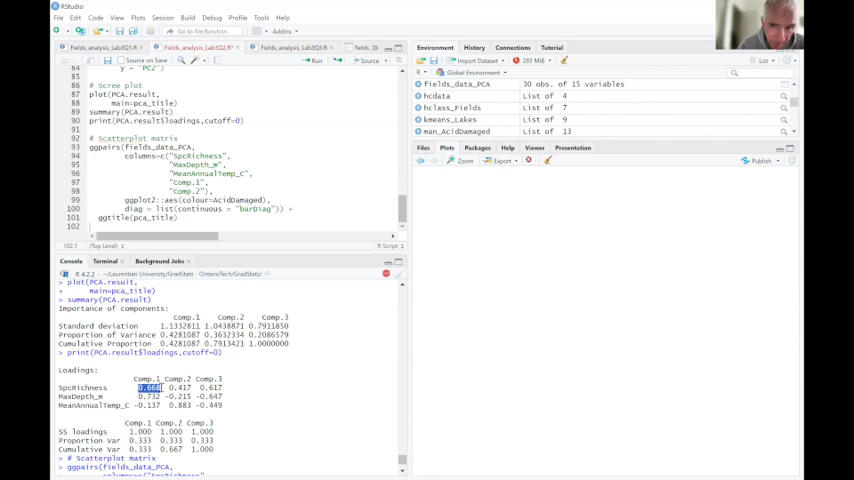 RStudio
File Edit Code View Plots Session Build Debug Profile Tools Help
Go to file/function Addins
Fields_analysis_Lab3Q1.R Fields_analysis_Lab3Q2.R* Fields_analysis_Lab3Q3.R fields
Source on Save Run Source
84 y = "PC2")
85
86 # Scree plot
87 plot(PCA.result,
88 main=pca_title)
89 summary(PCA.result)
90 print(PCA.result$loadings,cutoff=0)
91
92 # Scatterplot matrix
93 ggpairs(fields_data_PCA,
94 columns=c("SpcRichness",
95 "MaxDepth_m",
96 "MeanAnnualTemp_C",
97 "Comp.1",
98 "Comp.2"),
99 ggplot2::aes(colour=AcidDamaged),
100 diag = list(continuous = "barDiag")) +
101 ggtitle(pca_title)
102
102:1 (Top Level) R Script
Console Terminal Background Jobs
R 4.2.2 · ~/Laurentian University/GradStats/OntarioTech/GradStats/
> plot(PCA.result,
+ main=pca_title)
> summary(PCA.result)
Importance of components:
Comp.1 Comp.2 Comp.3
Standard deviation 1.1332811 1.0438871 0.7911850
Proportion of Variance 0.4281087 0.3632334 0.2086579
Cumulative Proportion 0.4281087 0.7913421 1.0000000
> print(PCA.result$loadings,cutoff=0)
Loadings:
Comp.1 Comp.2 Comp.3
SpcRichness 0.668 0.417 0.617
MaxDepth_m 0.732 -0.215 -0.647
MeanAnnualTemp_C -0.137 0.883 -0.449
Comp.1 Comp.2 Comp.3
SS loadings 1.000 1.000 1.000
Proportion Var 0.333 0.333 0.333
Cumulative Var 0.333 0.667 1.000
> # Scatterplot matrix
> ggpairs(fields_data_PCA,
+ columns=c("SpcRichness",
Environment History Connections Tutorial
Import Dataset 285 MiB List
R Global Environment
fields_data_PCA 30 obs. of 15 variables
hcdata List of 4
hclass_Fields List of 7
kmeans_Lakes List of 9
man_AcidDamaged List of 13
Files Plots Packages Help Viewer Presentation
Zoom Export Publish